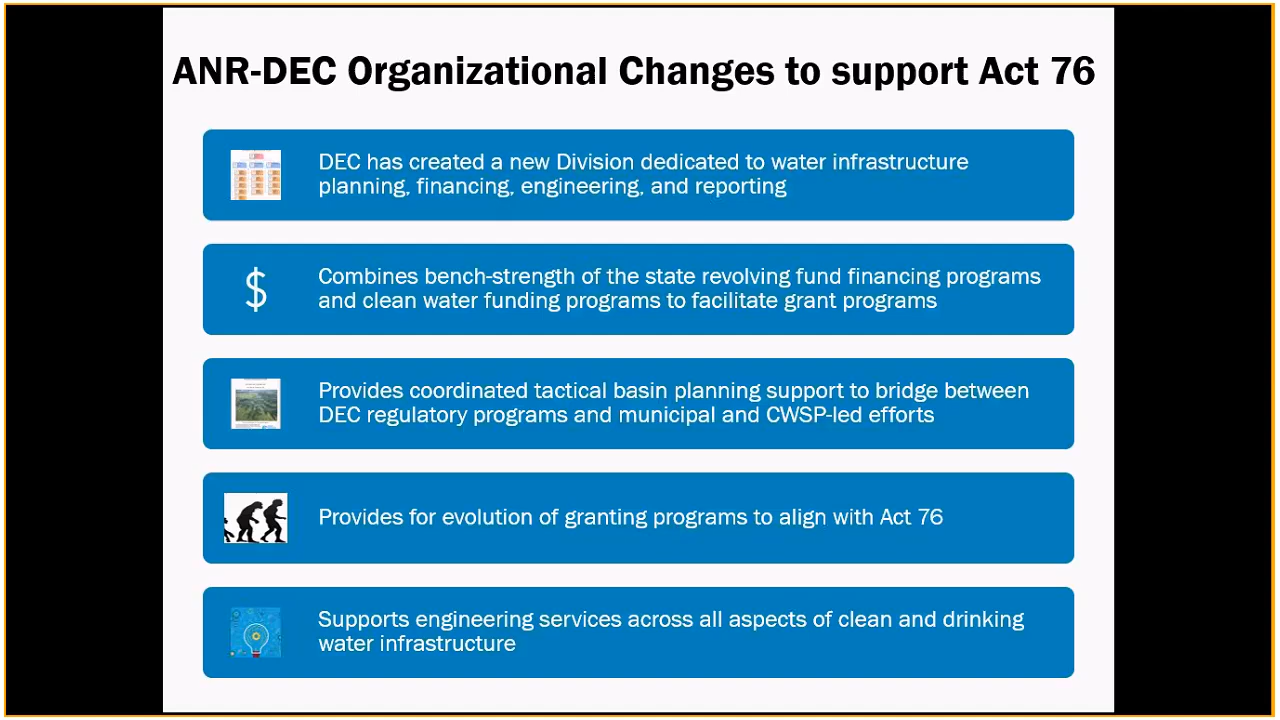 ANR-DEC Organizational Changes to support Act 76
DEC has created a new Division dedicated to water infrastructure
planning, financing, engineering, and reporting
$
Combines bench-strength of the state revolving fund financing programs
and clean water funding programs to facilitate grant programs
Provides coordinated tactical basin planning support to bridge between
DEC regulatory programs and municipal and CWSP-led efforts
Provides for evolution of granting programs to align with Act 76
Supports engineering services across all aspects of clean and drinking
water infrastructure